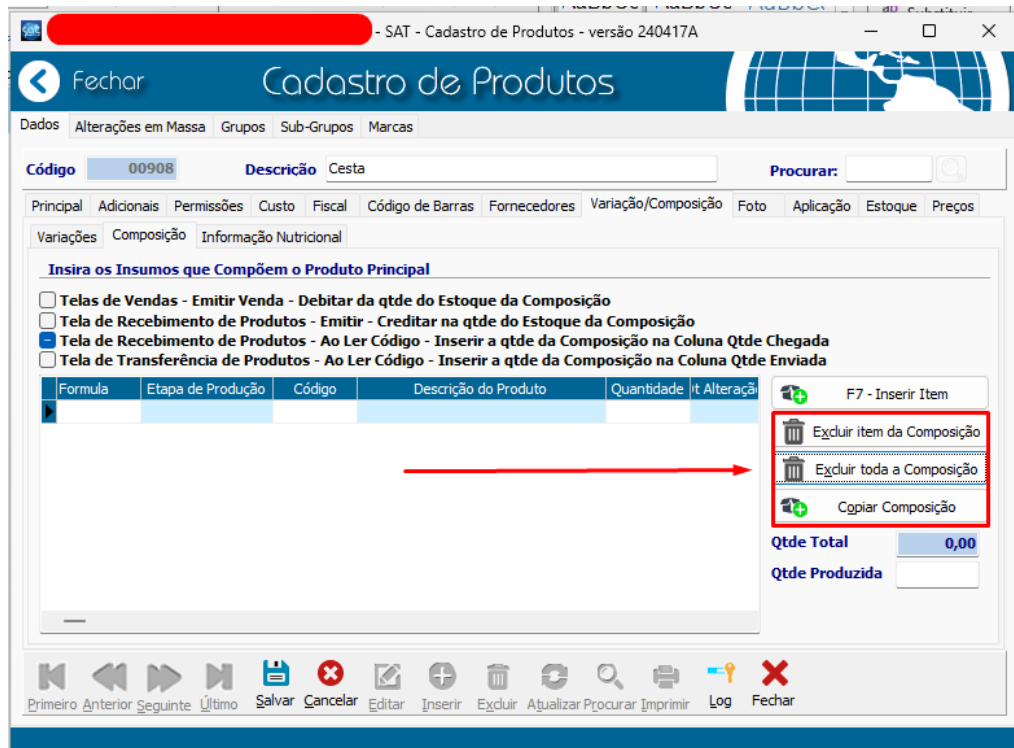 Substituir
sat
- SAT - Cadastro de Produtos - versão 240417A
Fechar Cadastro de Produtos
Dados Alterações em Massa Grupos Sub-Grupos Marcas
Código 00908 Descrição Cesta Procurar:
Principal Adicionais Permissões Custo Fiscal Código de Barras Fornecedores Variação/Composição Foto Aplicação Estoque Preços
Variações Composição Informação Nutricional
Insira os Insumos que Compõem o Produto Principal
Telas de Vendas - Emitir Venda - Debitar da qtde do Estoque da Composição
Tela de Recebimento de Produtos - Emitir - Creditar na qtde do Estoque da Composição
Tela de Recebimento de Produtos - Ao Ler Código - Inserir a qtde da Composição na Coluna Qtde Chegada
Tela de Transferência de Produtos - Ao Ler Código - Inserir a qtde da Composição na Coluna Qtde Enviada
Formula Etapa de Produção Código Descrição do Produto Quantidade t Alteraçã
F7 - Inserir Item
Excluir item da Composição
Excluir toda a Composição
Copiar Composição
Qtde Total 0,00
Qtde Produzida
Primeiro Anterior Seguinte Último Salvar Cancelar Editar Inserir Excluir Atualizar Procurar Imprimir Log Fechar